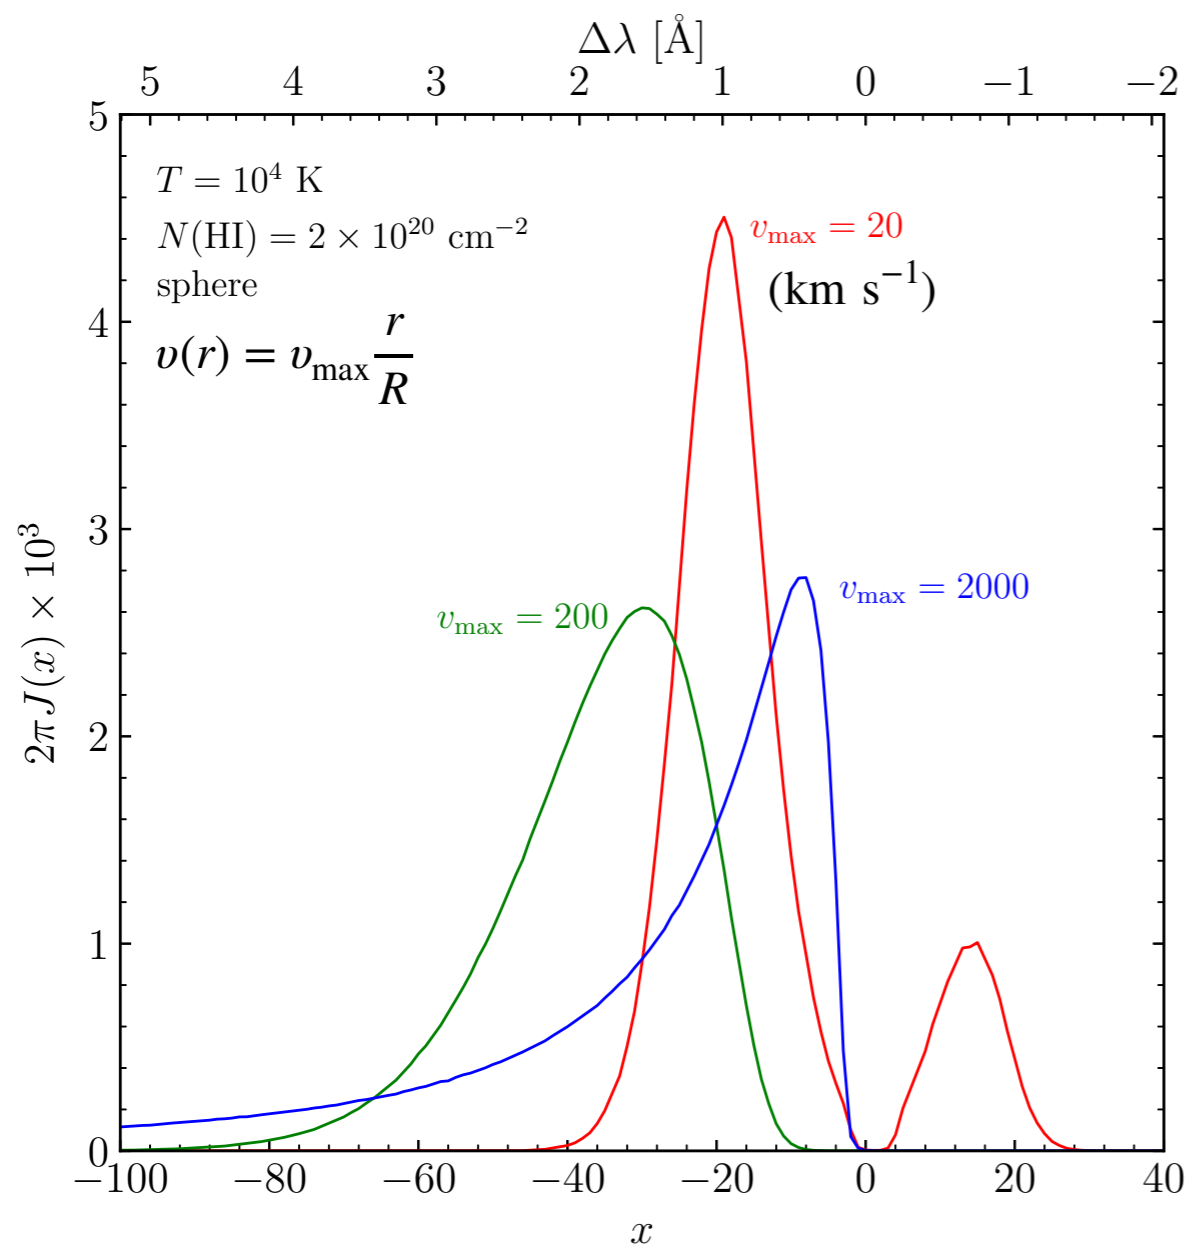 Δλ [Å]
5 4 3 2 1 0 −1 −2
5
T = 10⁴ K
N(HI) = 2 × 10²⁰ cm⁻²
sphere
υ(r) = υ_max r/R
v_max = 20
(km s⁻¹)
4
3
v_max = 2000
v_max = 200
2πJ(x) × 10³
2
1
0
−100 −80 −60 −40 −20 0 20 40
x